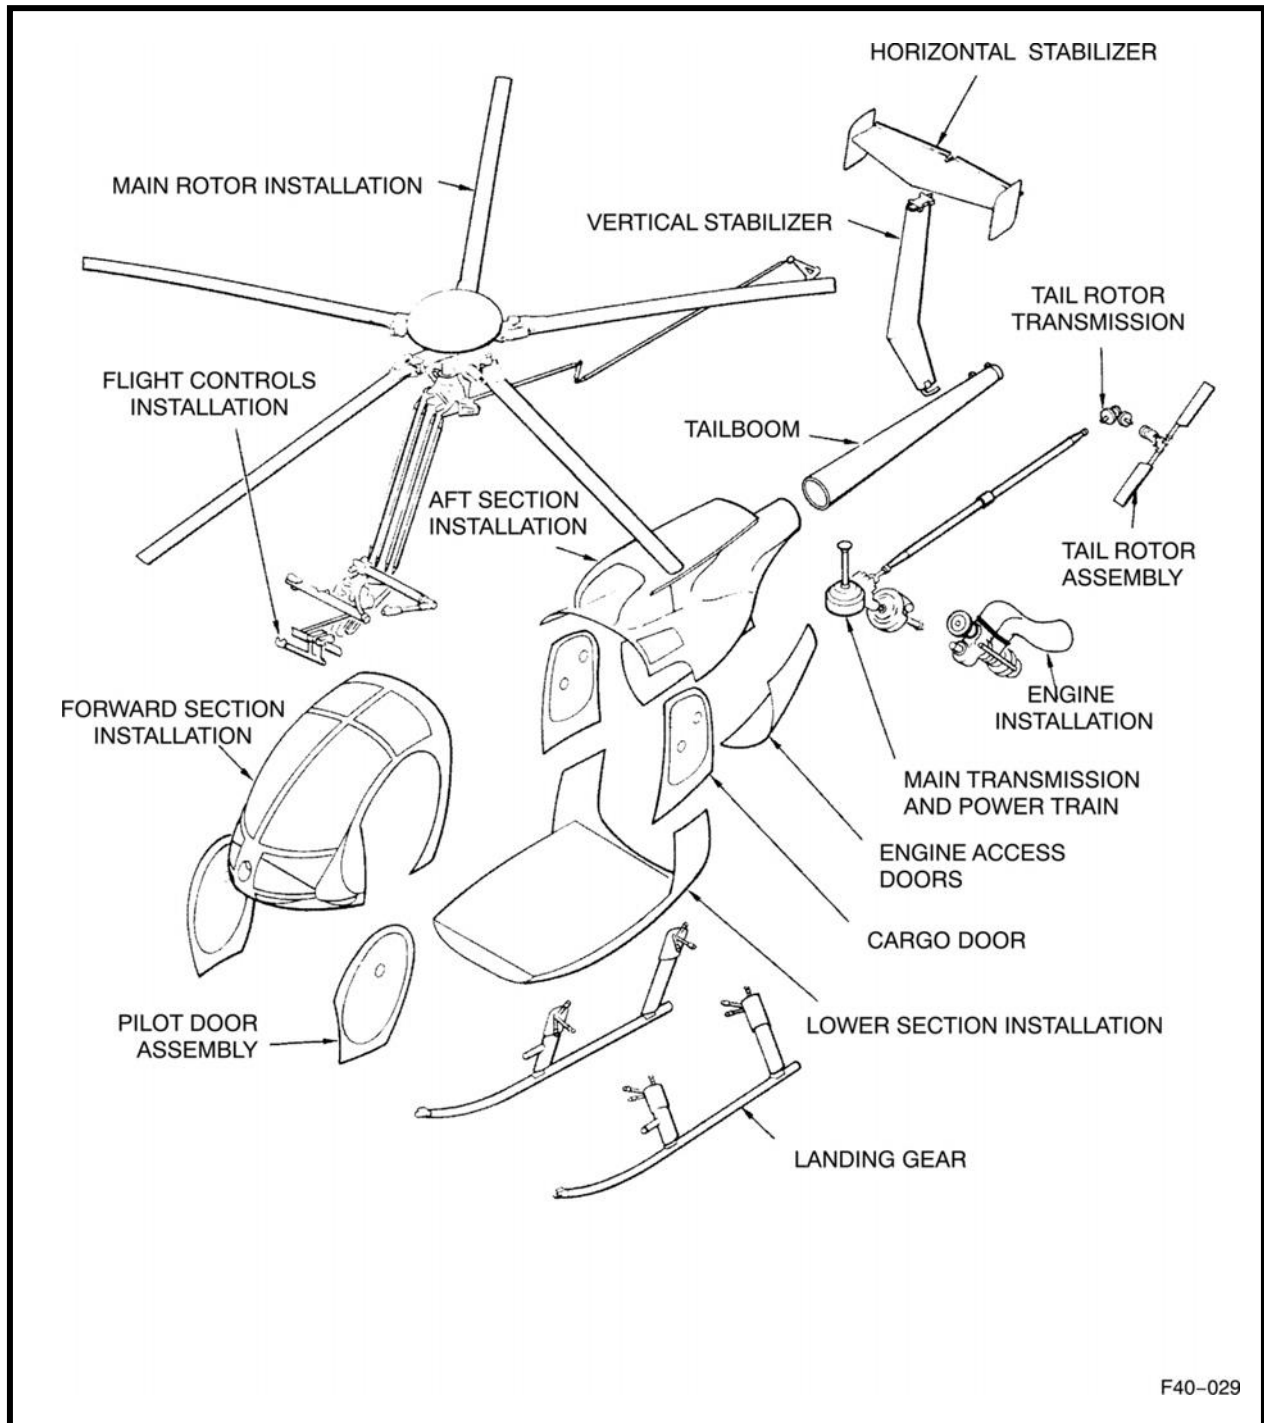 HORIZONTAL STABILIZER
MAIN ROTOR INSTALLATION
VERTICAL STABILIZER
TAIL ROTOR
TRANSMISSION
FLIGHT CONTROLS
INSTALLATION
TAILBOOM
AFT SECTION
INSTALLATION
TAIL ROTOR
ASSEMBLY
FORWARD SECTION
INSTALLATION
ENGINE
INSTALLATION
MAIN TRANSMISSION
AND POWER TRAIN
ENGINE ACCESS
DOORS
CARGO DOOR
PILOT DOOR
ASSEMBLY
LOWER SECTION INSTALLATION
LANDING GEAR
F40−029